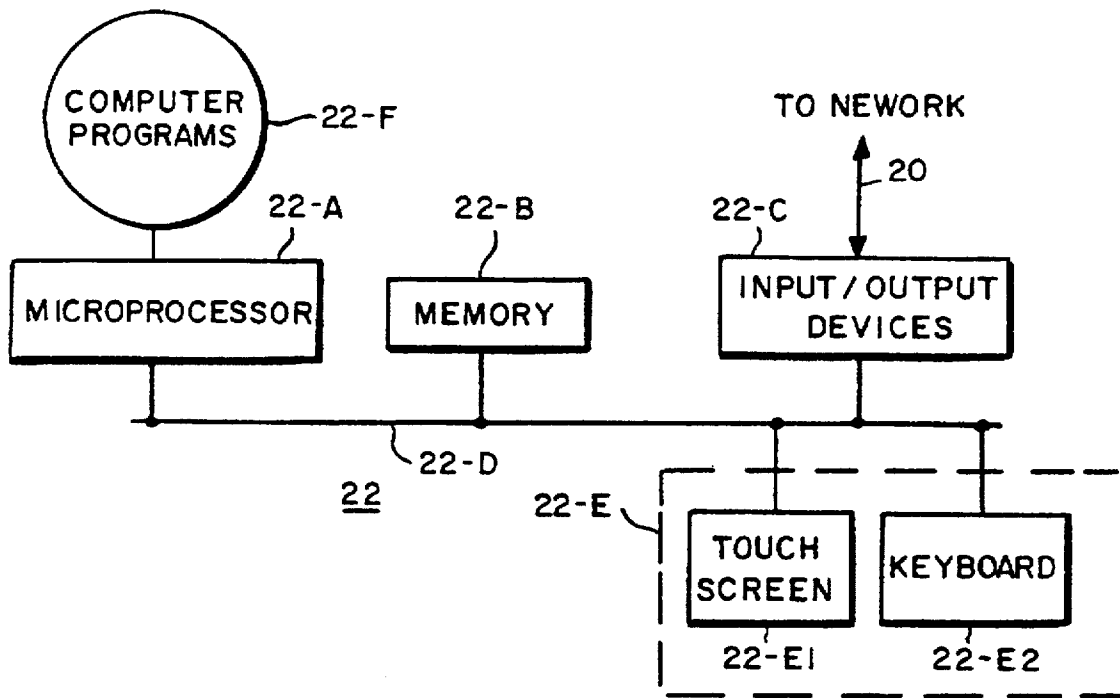 COMPUTER
PROGRAMS
22-F
TO NEWORK
20
22-A
22-B
22-C
MICROPROCESSOR
MEMORY
INPUT/OUTPUT
DEVICES
22-D
22
22-E
TOUCH
SCREEN
KEYBOARD
22-E1
22-E2